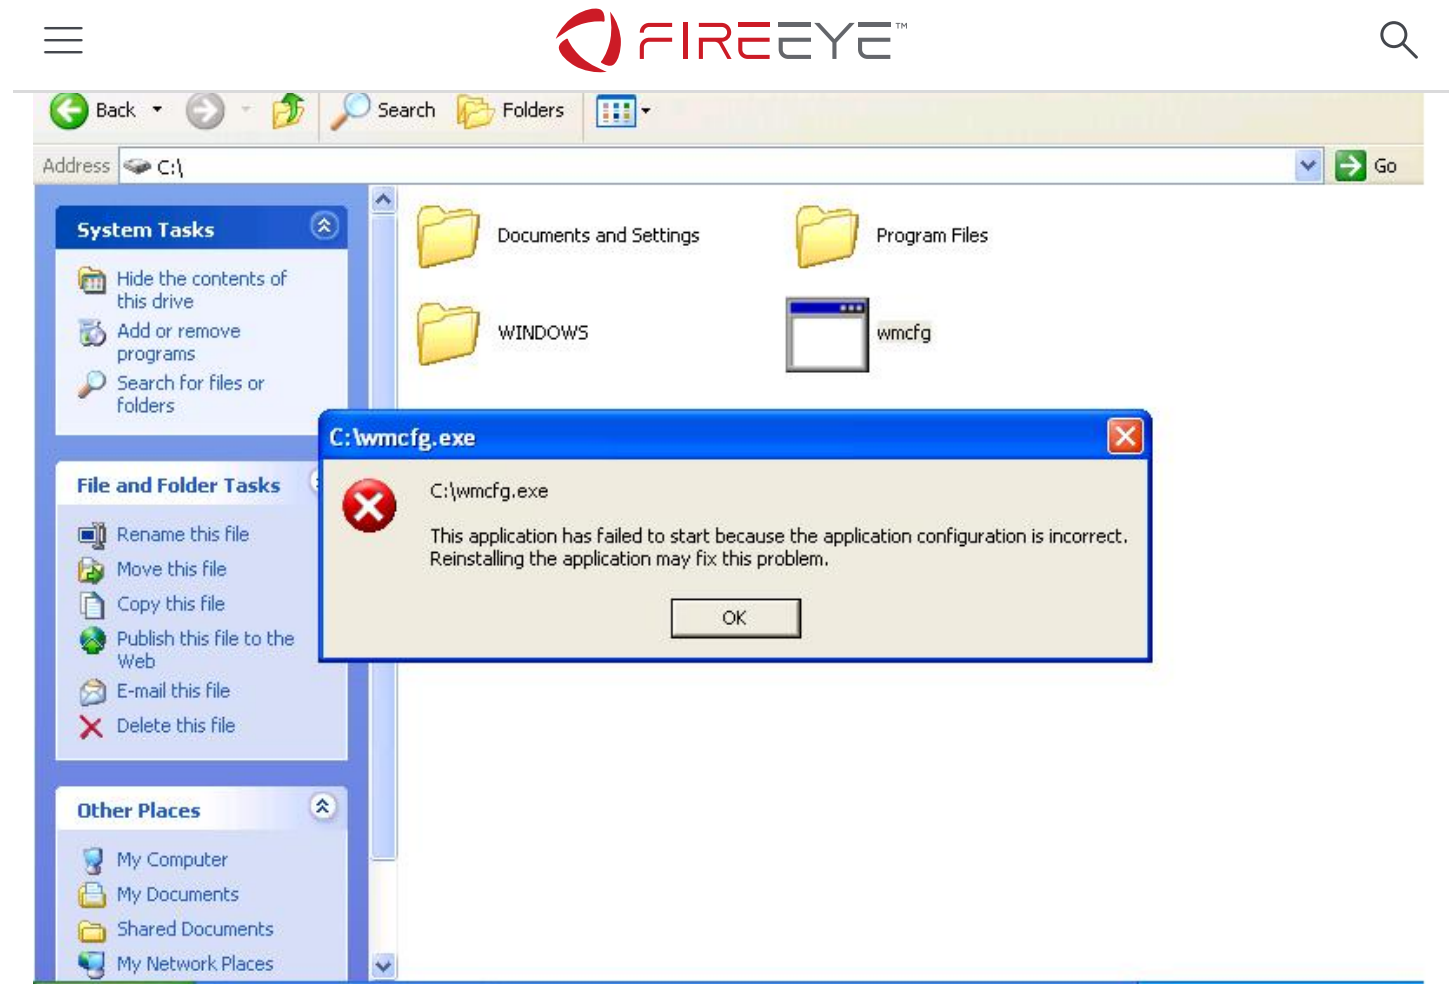 FIREEYE™
Back
Search
Folders
Address
C:\
Go
System Tasks
Hide the contents of
this drive
Add or remove
programs
Search for files or
folders
File and Folder Tasks
Rename this file
Move this file
Copy this file
Publish this file to the
Web
E-mail this file
Delete this file
Other Places
My Computer
My Documents
Shared Documents
My Network Places
Documents and Settings
Program Files
WINDOWS
wmcfg
C:\wmcfg.exe
C:\wmcfg.exe
This application has failed to start because the application configuration is incorrect.
Reinstalling the application may fix this problem.
OK